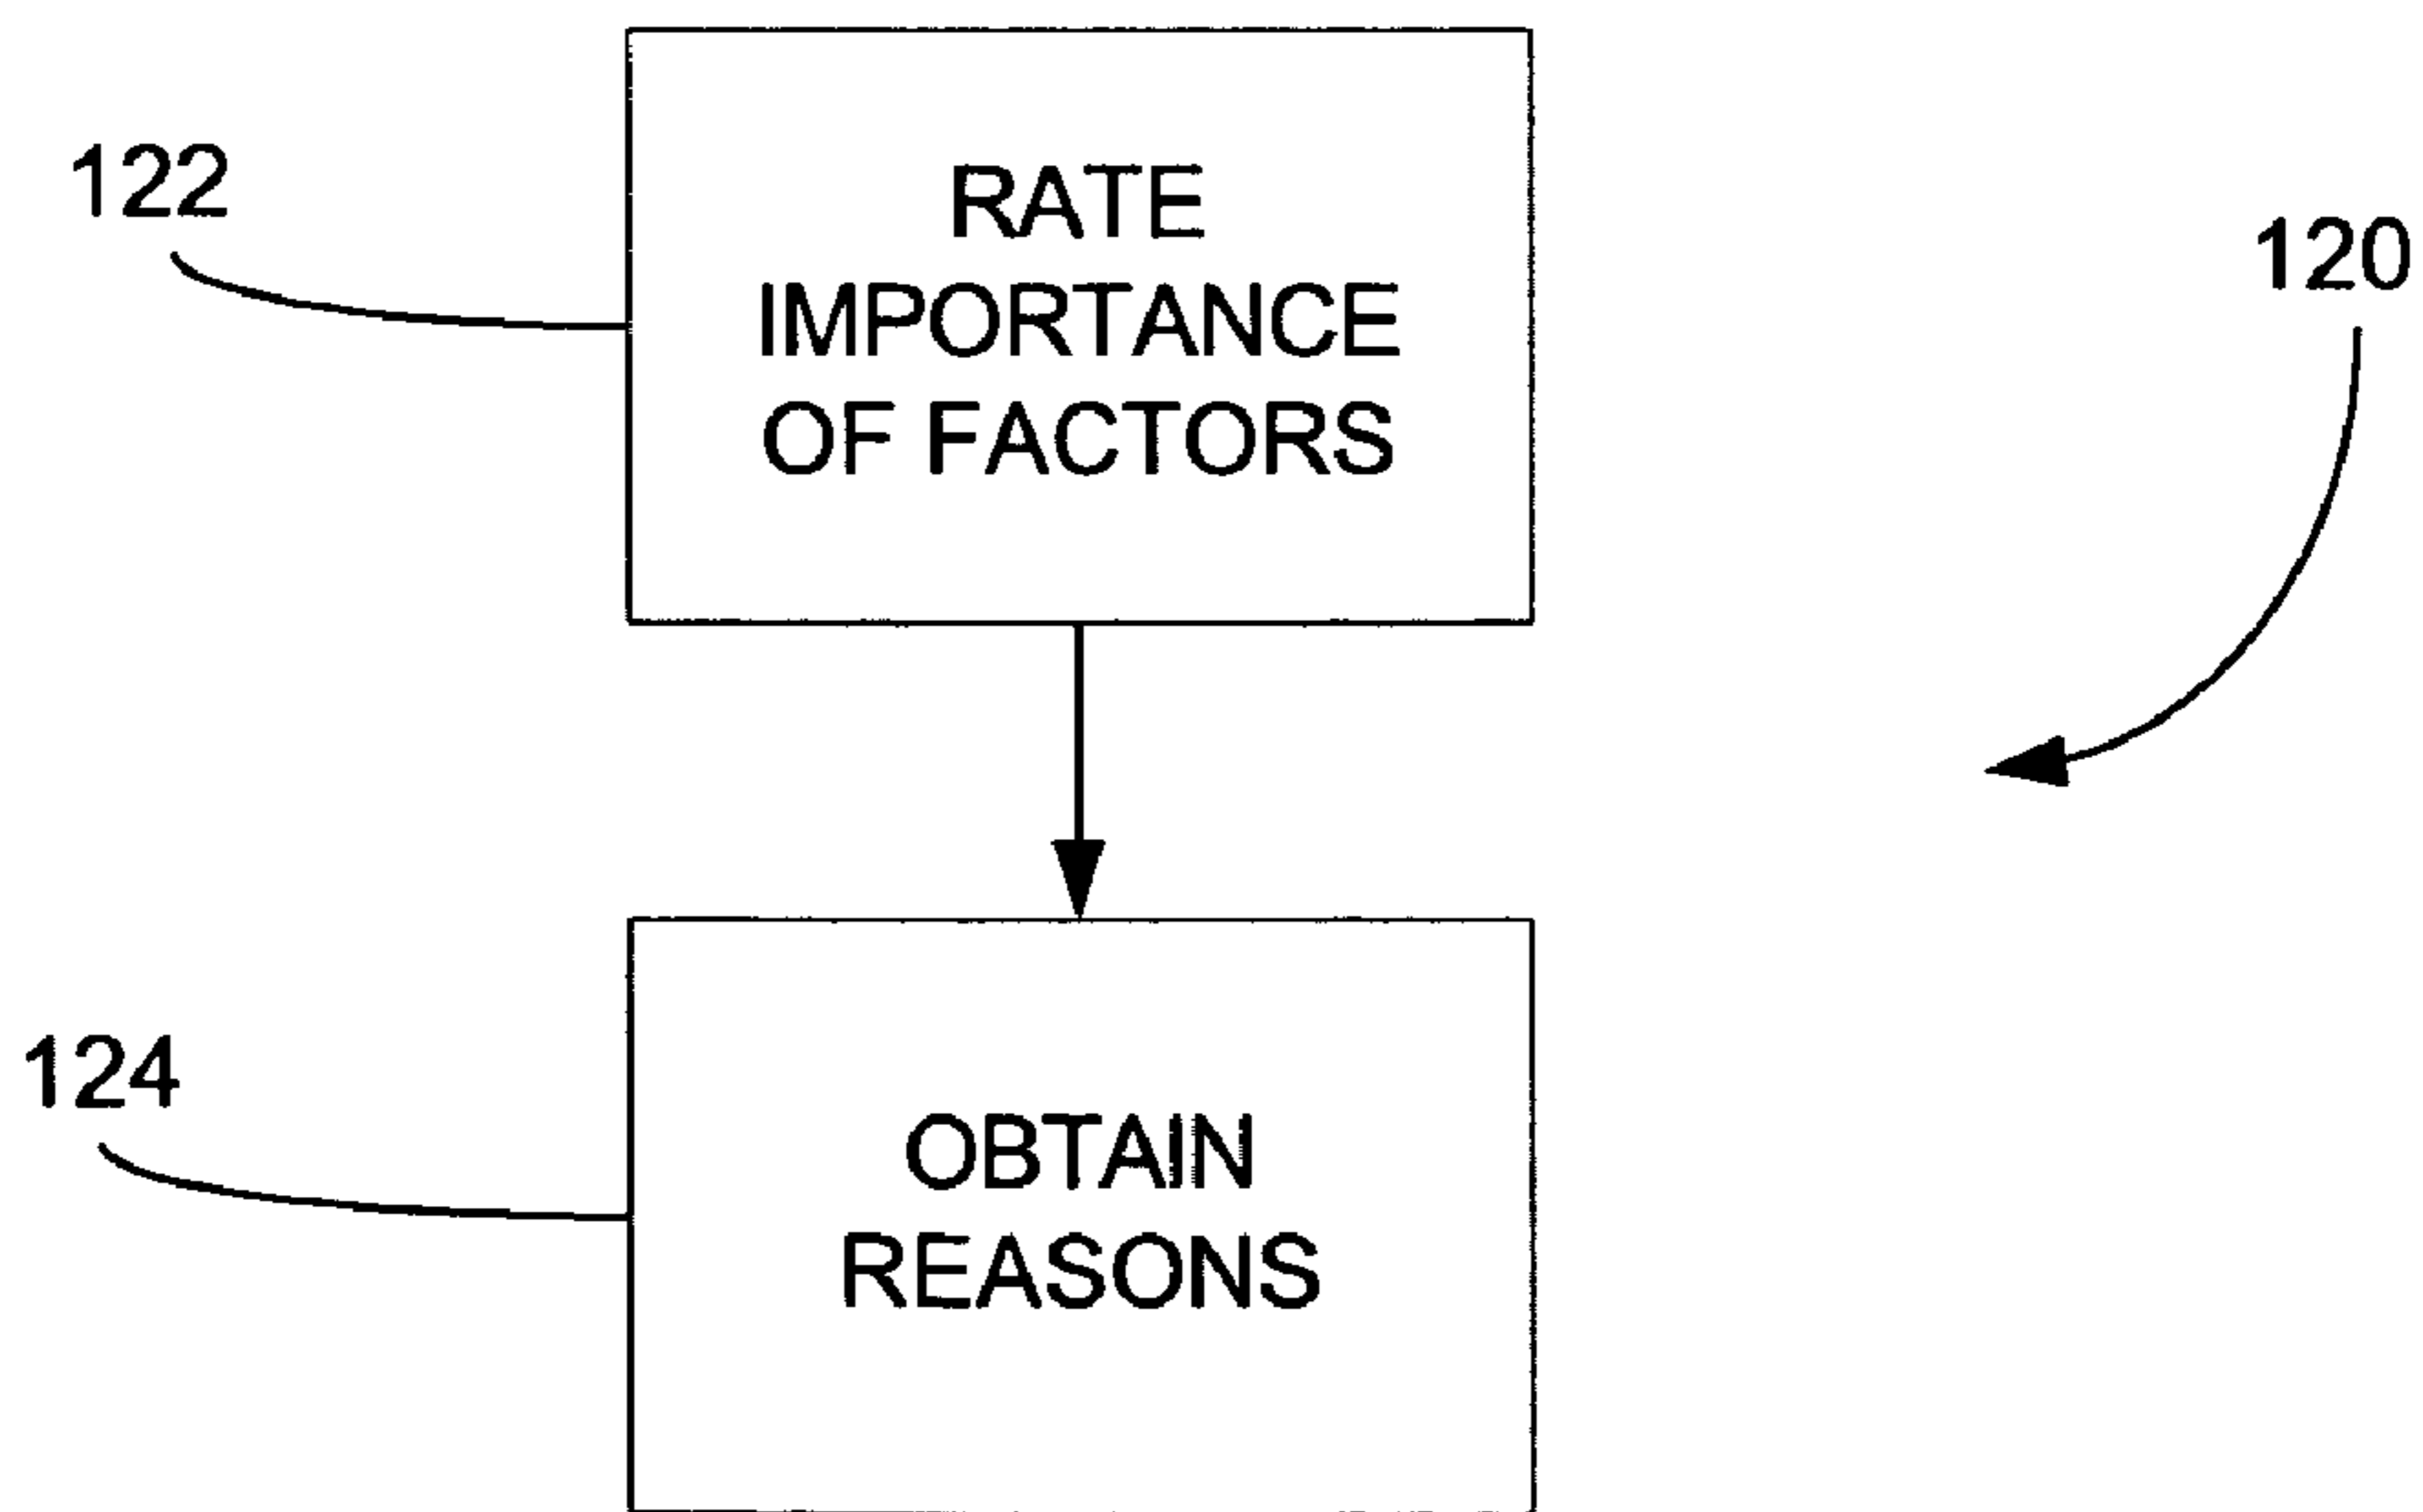 122
RATE
IMPORTANCE
OF FACTORS
120
124
OBTAIN
REASONS